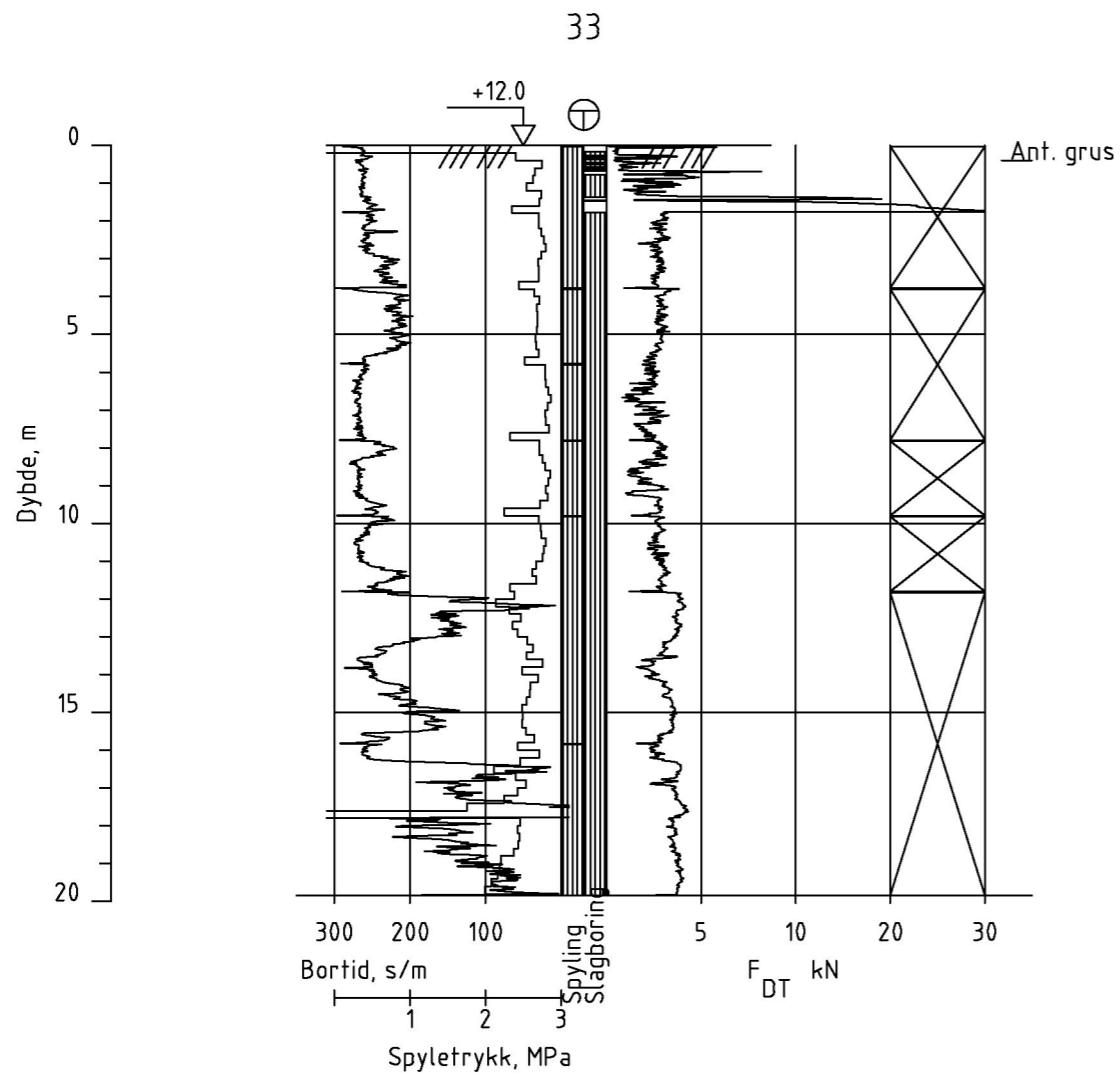 33
+12.0
0
Ant. grus
5
Dybde, m
10
15
20
300 200 100
5 10 20 30
Spyling
Slagboring
Bortid, s/m
F DT kN
1 2 3
Spyletrykk, MPa